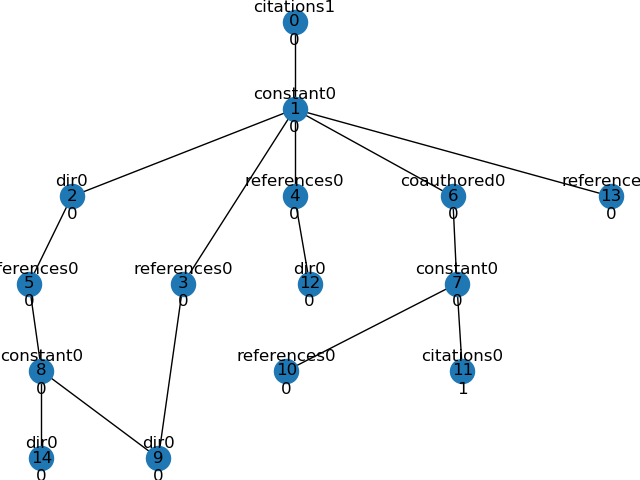 citations1
0
0
constant0
1
0
dir0
2
0
references0
4
0
coauthored0
6
0
reference
13
0
ferences0
5
0
references0
3
0
dir0
12
0
constant0
7
0
constant0
8
0
references0
10
0
citations0
11
1
dir0
14
0
dir0
9
0